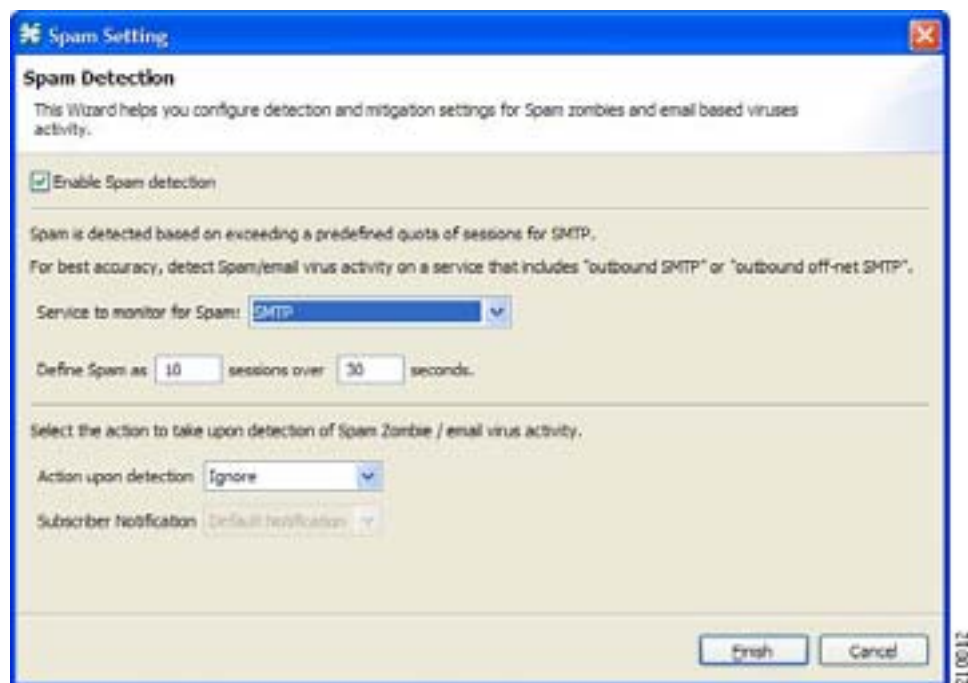 Spam Setting
Spam Detection
This Wizard helps you configure detection and mitigation settings for Spam zombies and email based viruses
activity.
Enable Spam detection
Spam is detected based on exceeding a predefined quota of sessions for SMTP.
For best accuracy, detect Spam/email virus activity on a service that includes "outbound SMTP" or "outbound off-net SMTP".
Service to monitor for Spam: SMTP
Define Spam as 10 sessions over 30 seconds.
Select the action to take upon detection of Spam Zombie / email virus activity.
Action upon detection Ignore
Subscriber Notification Default Notification
Finish Cancel